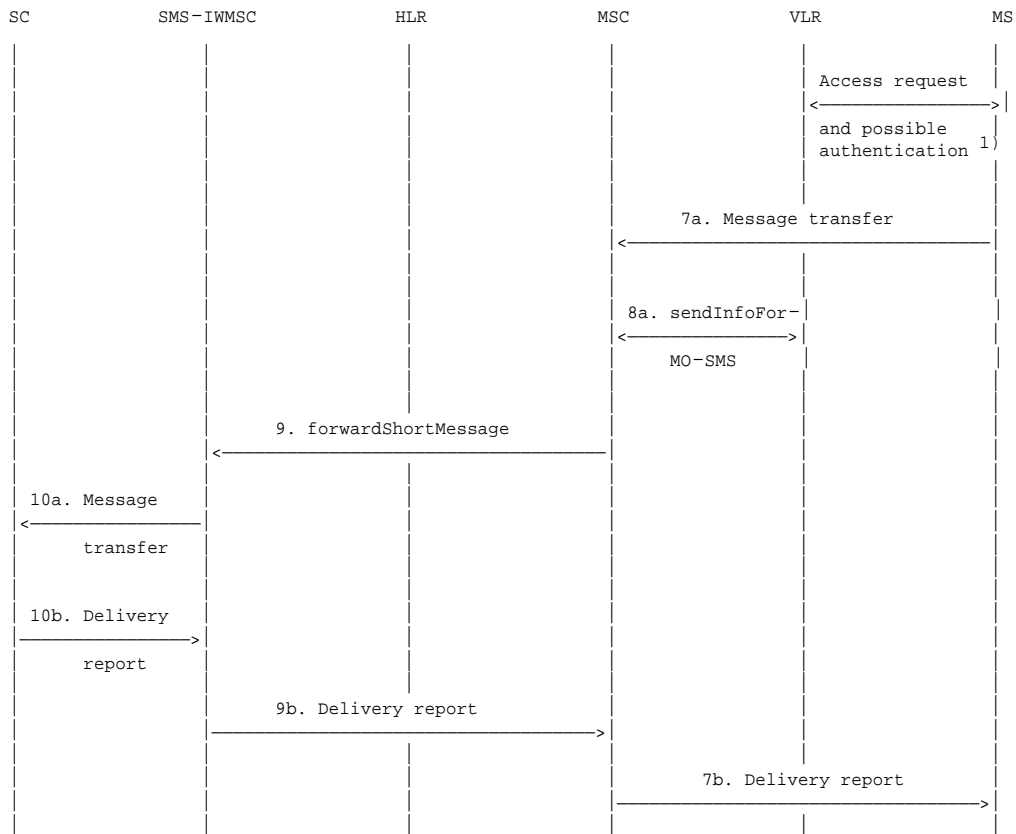 SC SMS-IWMSC HLR MSC VLR MS
Access request
and possible
authentication 1)
7a. Message transfer
8a. sendInfoFor-
MO-SMS
9. forwardShortMessage
10a. Message
transfer
10b. Delivery
report
9b. Delivery report
7b. Delivery report